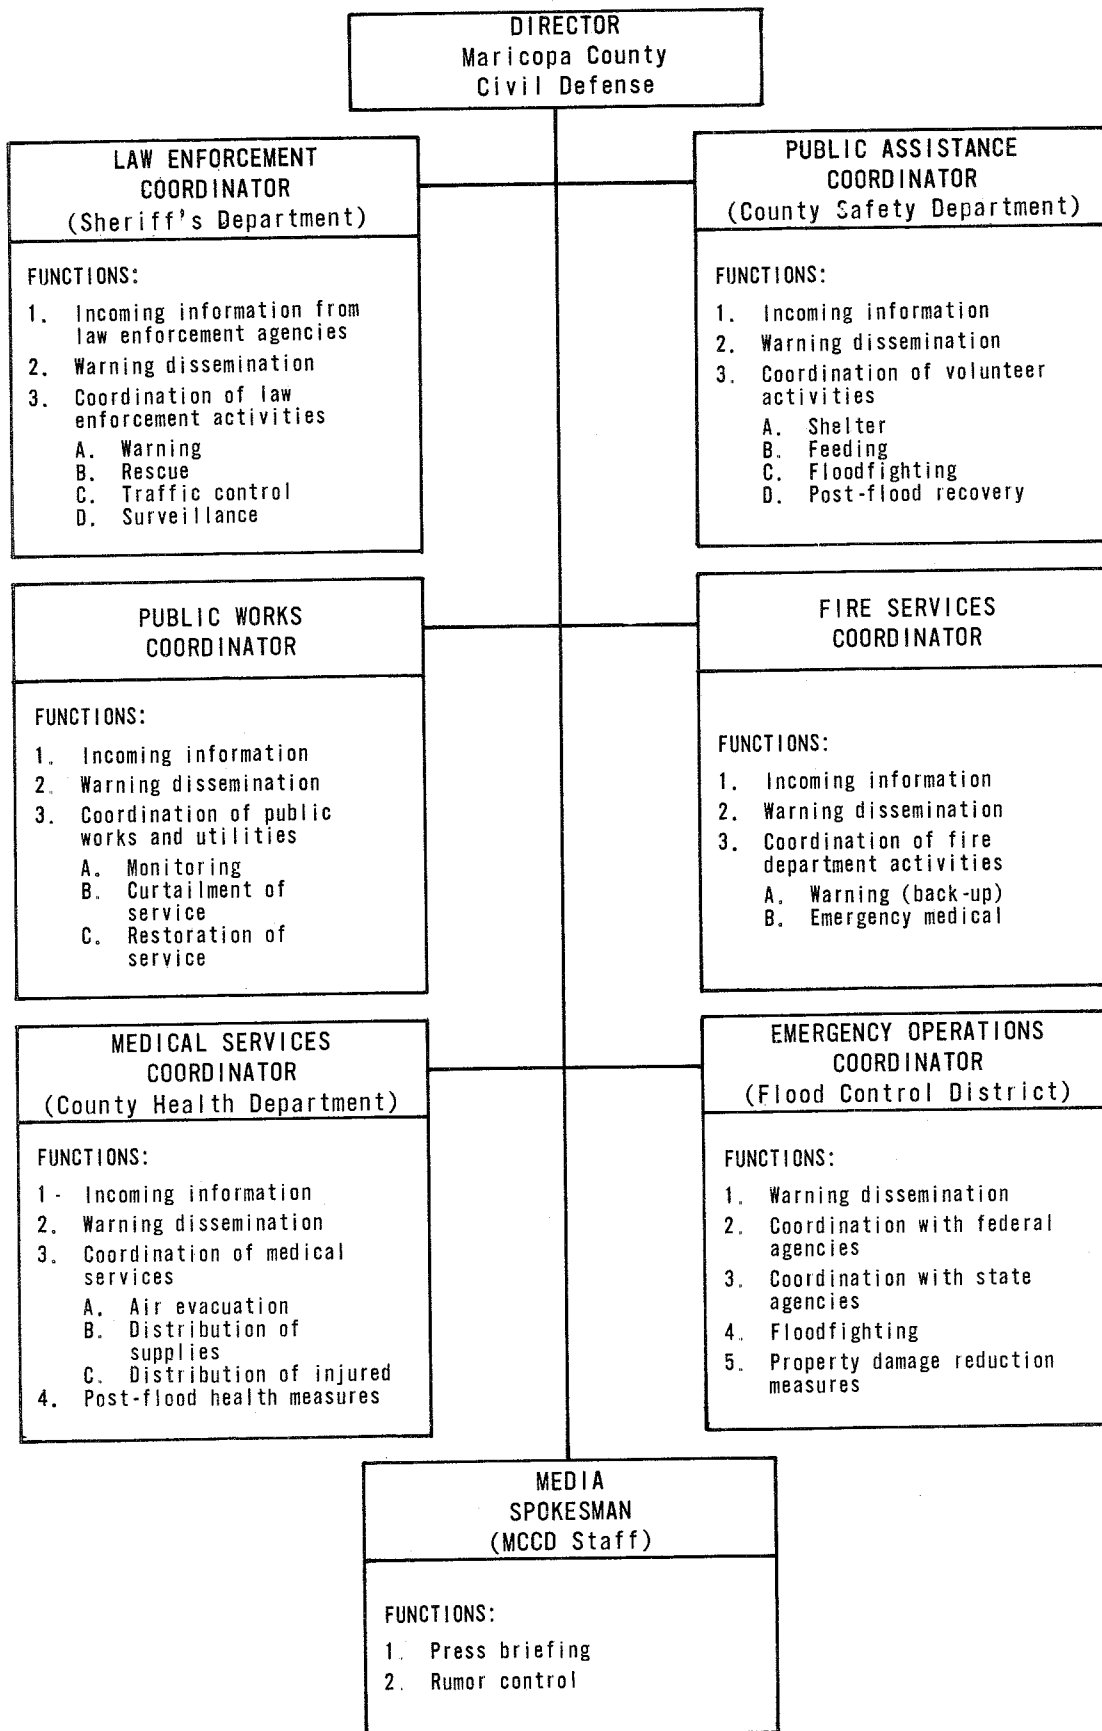 DIRECTOR
Maricopa County
Civil Defense
LAW ENFORCEMENT
COORDINATOR
(Sheriff's Department)
FUNCTIONS:
1. Incoming information from
law enforcement agencies
2. Warning dissemination
3. Coordination of law
enforcement activities
A. Warning
B. Rescue
C. Traffic control
D. Surveillance
PUBLIC ASSISTANCE
COORDINATOR
(County Safety Department)
FUNCTIONS:
1. Incoming information
2. Warning dissemination
3. Coordination of volunteer
activities
A. Shelter
B. Feeding
C. Floodfighting
D. Post-flood recovery
PUBLIC WORKS
COORDINATOR
FUNCTIONS:
1. Incoming information
2. Warning dissemination
3. Coordination of public
works and utilities
A. Monitoring
B. Curtailment of
service
C. Restoration of
service
FIRE SERVICES
COORDINATOR
FUNCTIONS:
1. Incoming information
2. Warning dissemination
3. Coordination of fire
department activities
A. Warning (back-up)
B. Emergency medical
MEDICAL SERVICES
COORDINATOR
(County Health Department)
FUNCTIONS:
1- Incoming information
2. Warning dissemination
3. Coordination of medical
services
A. Air evacuation
B. Distribution of
supplies
C. Distribution of injured
4. Post-flood health measures
EMERGENCY OPERATIONS
COORDINATOR
(Flood Control District)
FUNCTIONS:
1. Warning dissemination
2. Coordination with federal
agencies
3. Coordination with state
agencies
4. Floodfighting
5. Property damage reduction
measures
MEDIA
SPOKESMAN
(MCCD Staff)
FUNCTIONS:
1. Press briefing
2. Rumor control